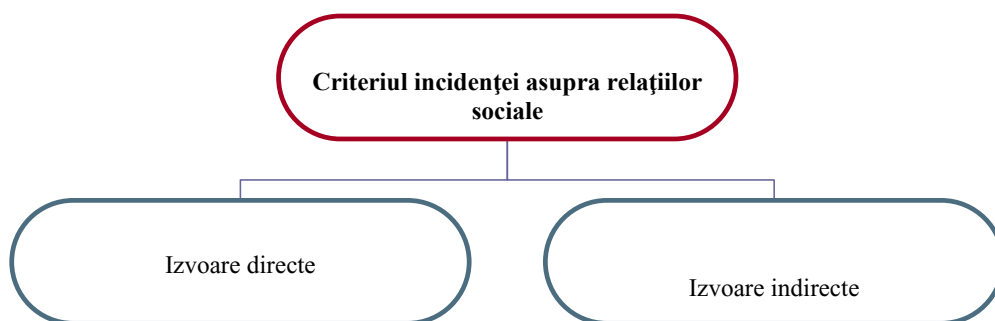 Criteriul incidenţei asupra relaţiilor
sociale
Izvoare directe
Izvoare indirecte